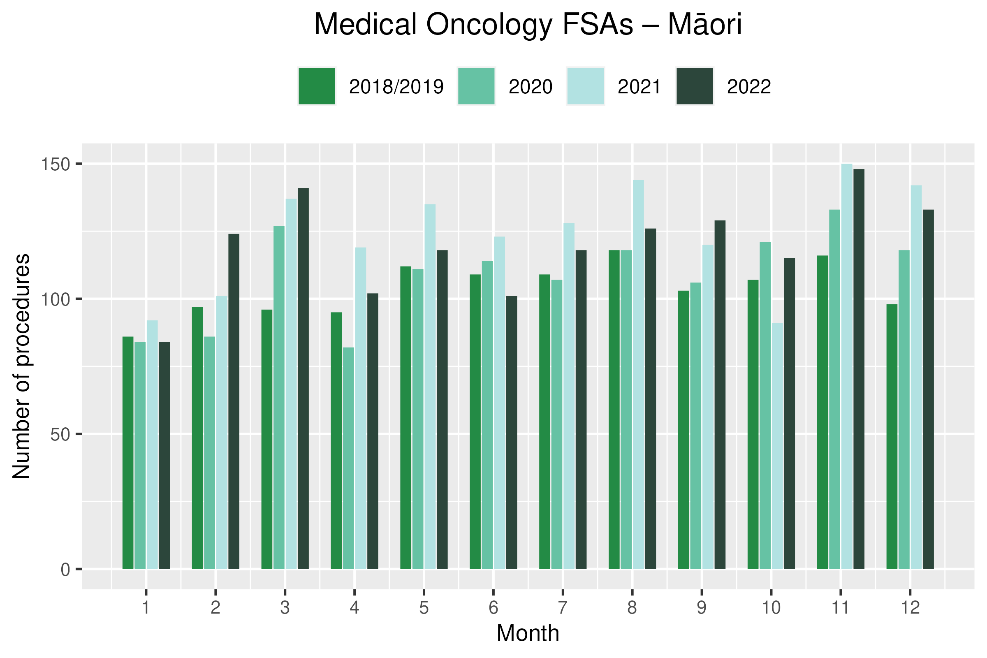 Medical Oncology FSAs – Māori
2018/2019 2020 2021 2022
Number of procedures
150
100
50
0
1 2 3 4 5 6 7 8 9 10 11 12
Month